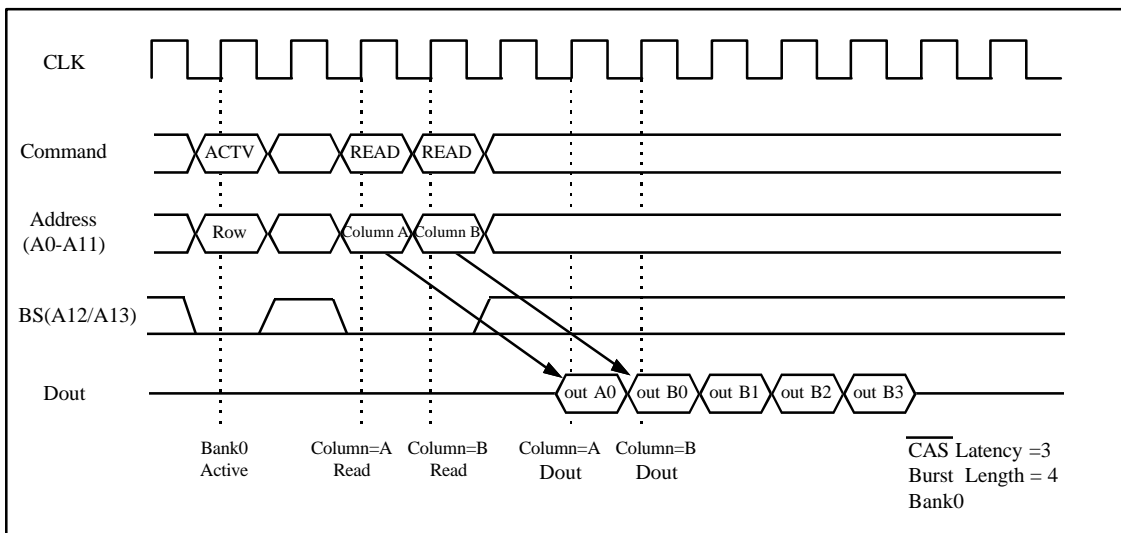 CLK
Command
ACTV
READ
READ
Address
(A0-A11)
Row
Column A
Column B
BS(A12/A13)
Dout
out A0
out B0
out B1
out B2
out B3
Bank0
Active
Column=A
Read
Column=B
Read
Column=A
Dout
Column=B
Dout
CAS Latency =3
Burst Length = 4
Bank0